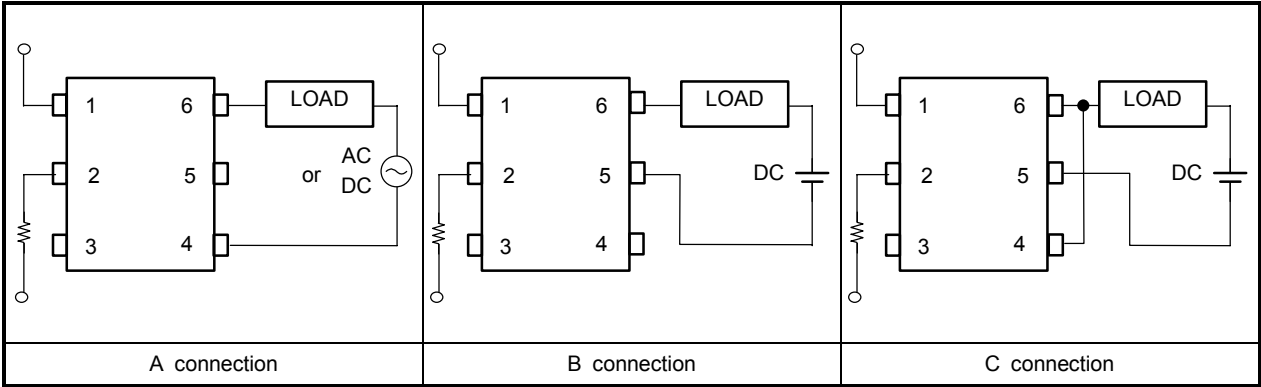 1 6 LOAD
2 5 or AC DC
3 4
A connection
1 6 LOAD
2 5 DC
3 4
B connection
1 6 LOAD
2 5 DC
3 4
C connection